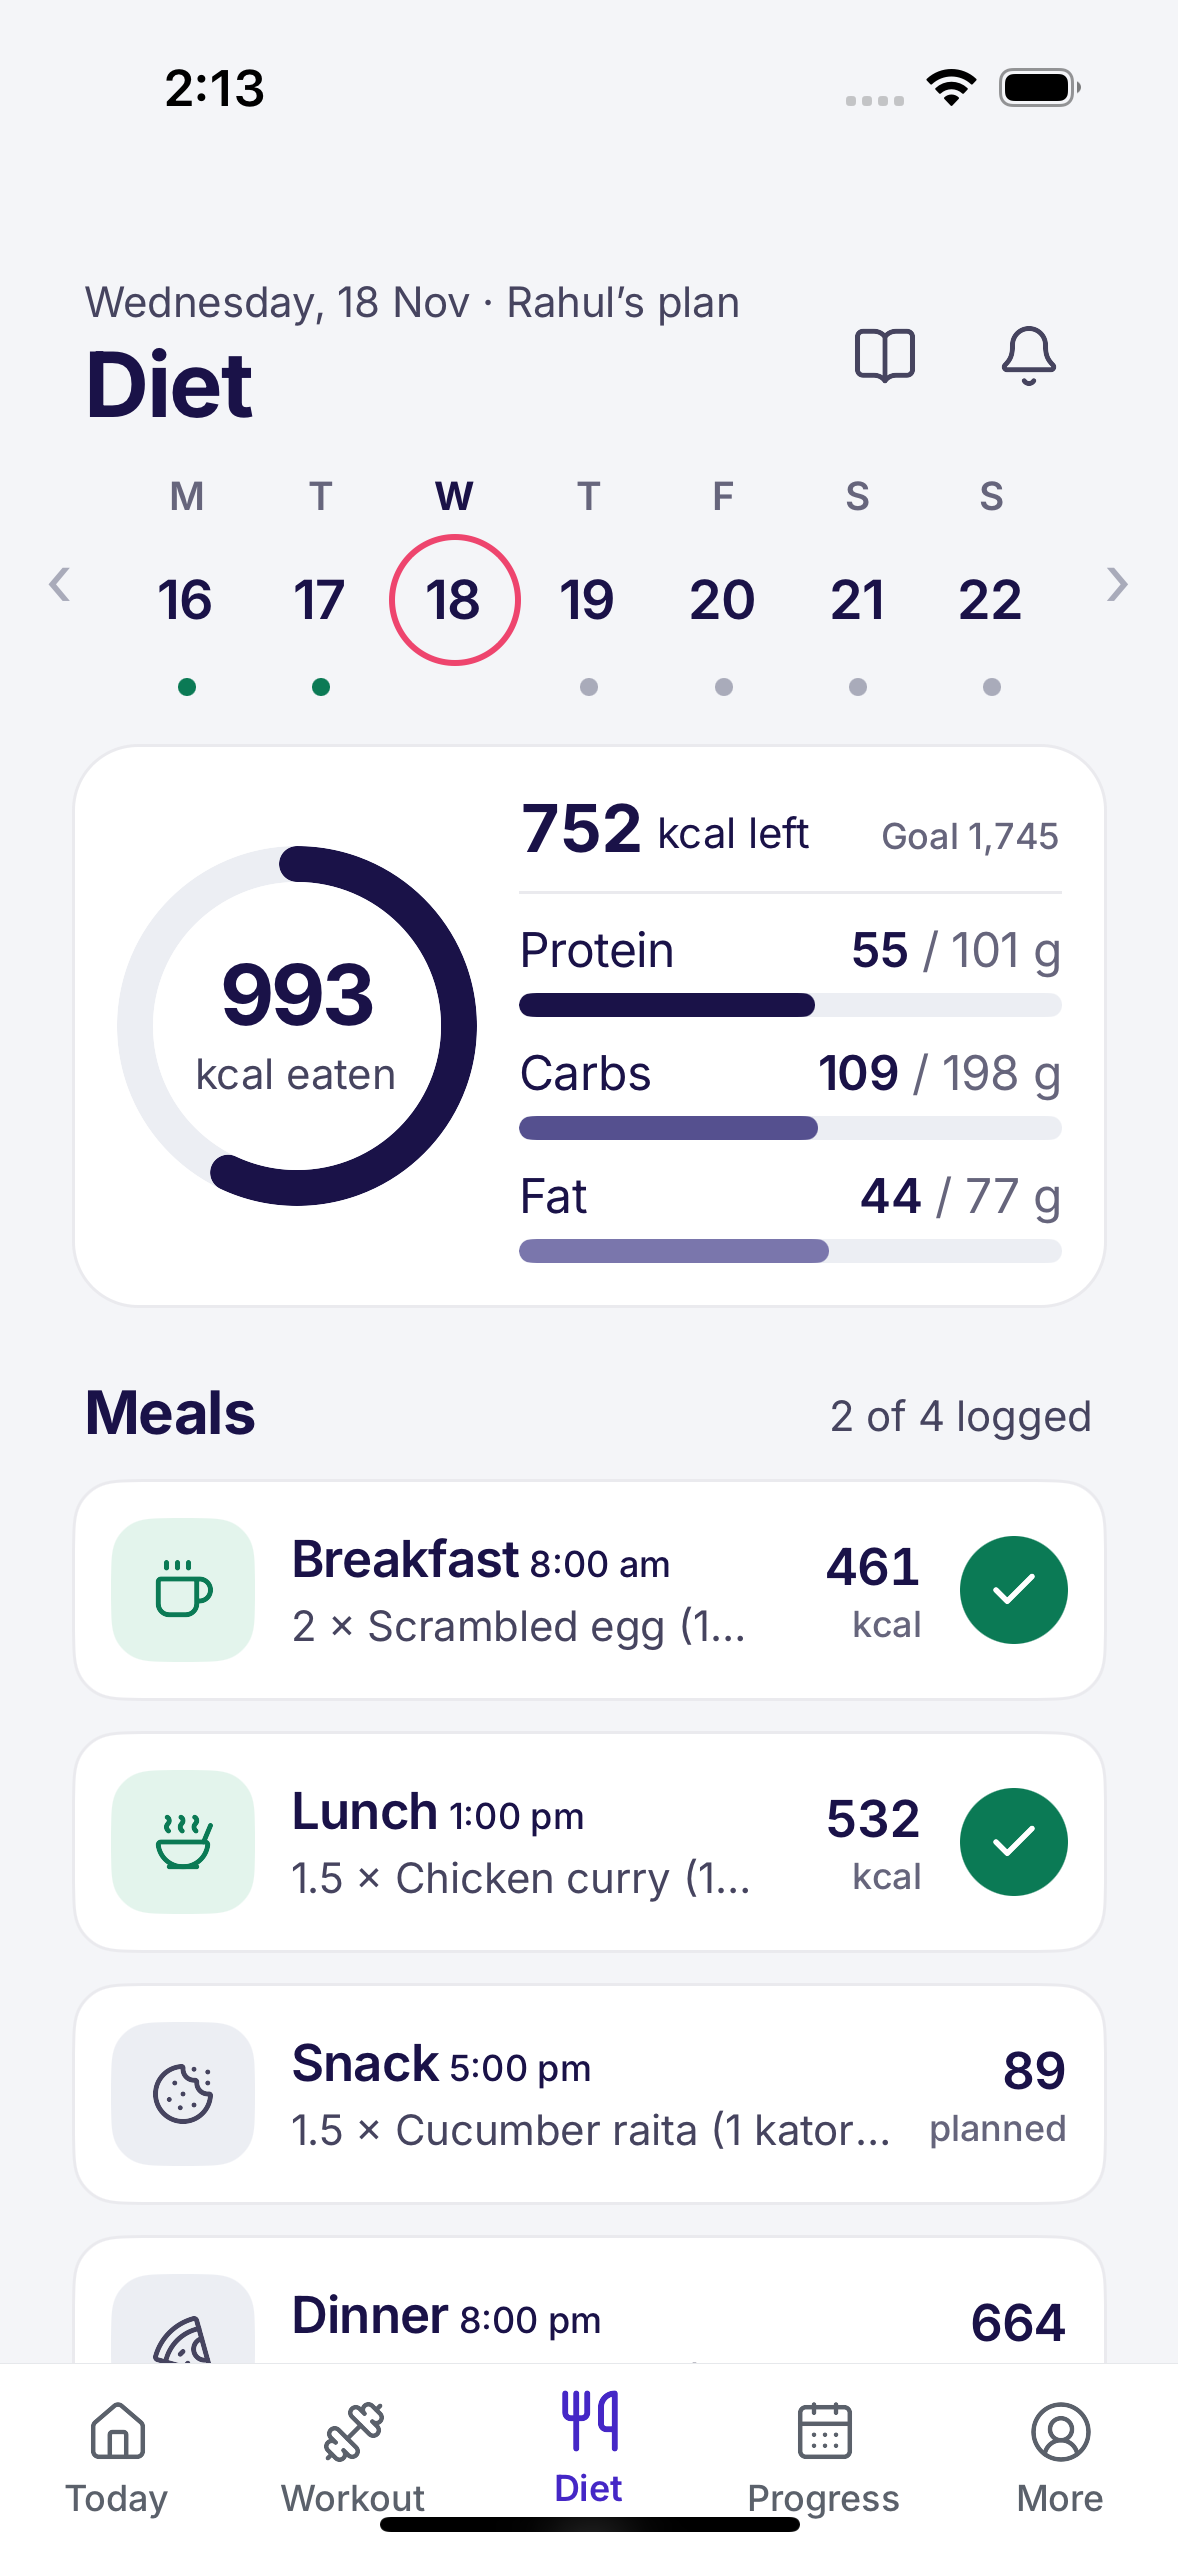 2:13
Wednesday, 18 Nov · Rahul’s plan
Diet
M T W T F S S
16 17 18 19 20 21 22
752 kcal left Goal 1,745
993
kcal eaten
Protein 55 / 101 g
Carbs 109 / 198 g
Fat 44 / 77 g
Meals 2 of 4 logged
Breakfast 8:00 am 461
2 × Scrambled egg (1... kcal
Lunch 1:00 pm 532
1.5 × Chicken curry (1... kcal
Snack 5:00 pm 89
1.5 × Cucumber raita (1 kator... planned
Dinner 8:00 pm 664
Today Workout Diet Progress More